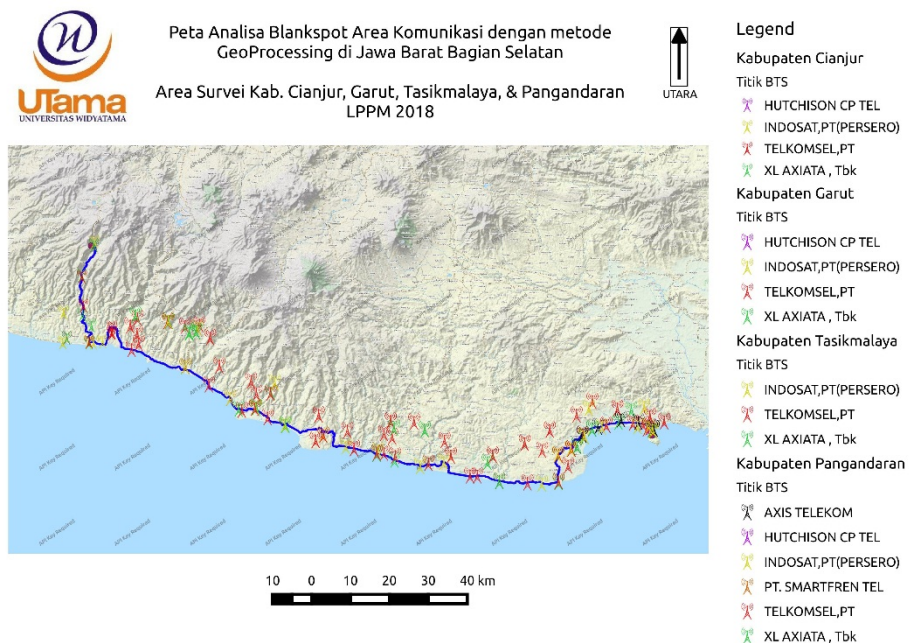 UTama
UNIVERSITAS WIDYATAMA
Peta Analisa Blankspot Area Komunikasi dengan metode
GeoProcessing di Jawa Barat Bagian Selatan
Area Survei Kab. Cianjur, Garut, Tasikmalaya, & Pangandaran
LPPM 2018
UTARA
API Key Required
10 0 10 20 30 40 km
Legend
Kabupaten Cianjur
Titik BTS
HUTCHISON CP TEL
INDOSAT,PT(PERSERO)
TELKOMSEL,PT
XL AXIATA , Tbk
Kabupaten Garut
Titik BTS
HUTCHISON CP TEL
INDOSAT,PT(PERSERO)
TELKOMSEL,PT
XL AXIATA , Tbk
Kabupaten Tasikmalaya
Titik BTS
INDOSAT,PT(PERSERO)
TELKOMSEL,PT
XL AXIATA , Tbk
Kabupaten Pangandaran
Titik BTS
AXIS TELEKOM
HUTCHISON CP TEL
INDOSAT,PT(PERSERO)
PT. SMARTFREN TEL
TELKOMSEL,PT
XL AXIATA , Tbk